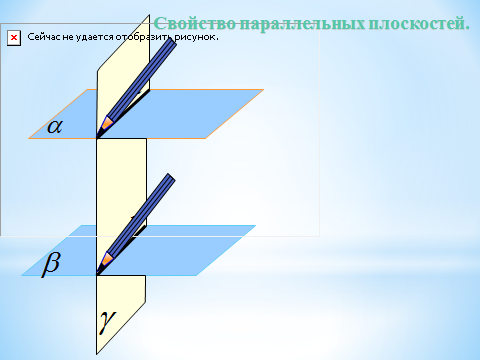 Свойство параллельных плоскостей.
Сейчас не удается отобразить рисунок.
α
β
γ